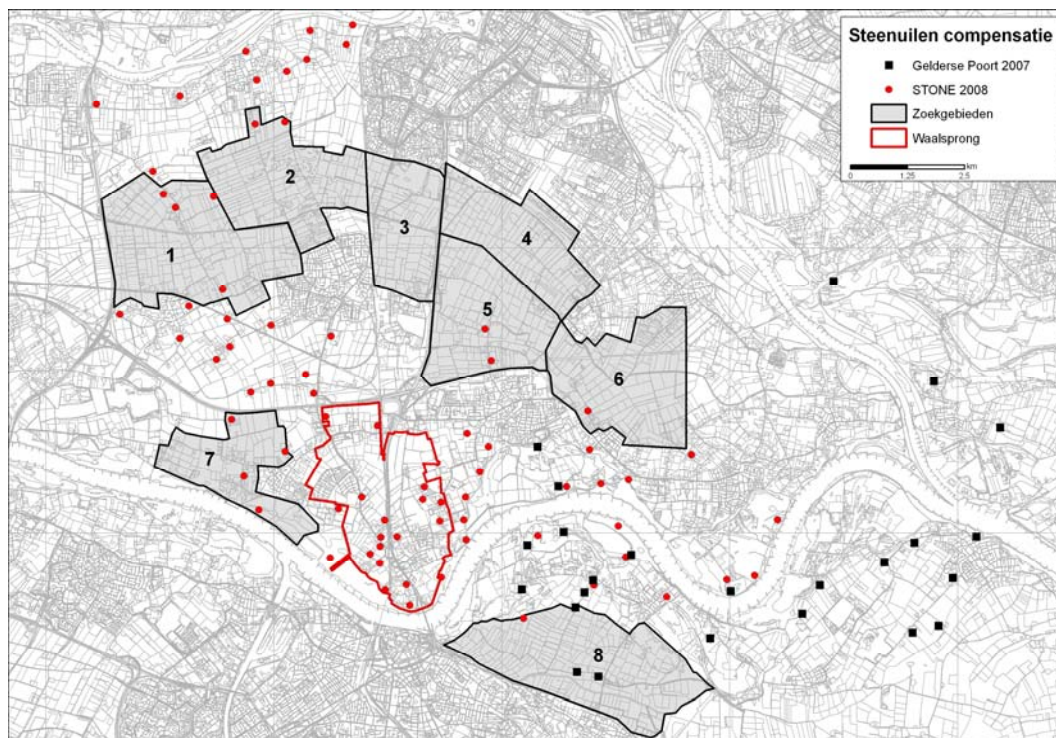 Steenuilen compensatie
Gelderse Poort 2007
STONE 2008
Zoekgebieden
Waalsprong
km
0 1,25 2,5
2
1
3
4
5
6
7
8